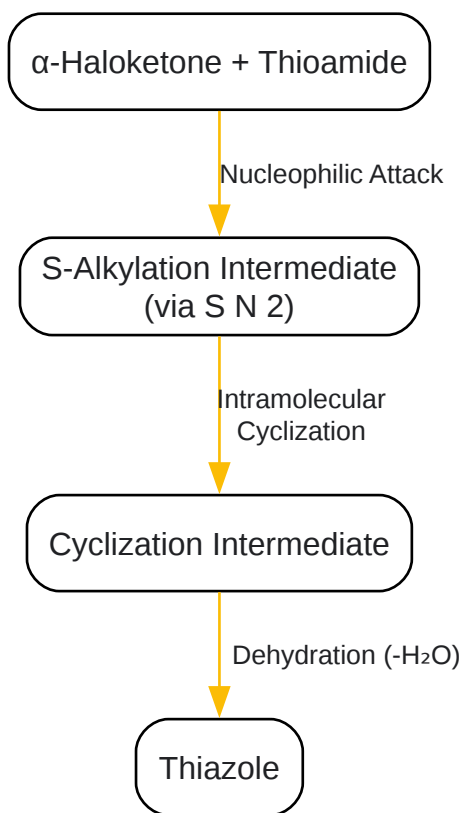 α-Haloketone + Thioamide
Nucleophilic Attack
S-Alkylation Intermediate
(via S N 2)
Intramolecular
Cyclization
Cyclization Intermediate
Dehydration (-H₂O)
Thiazole